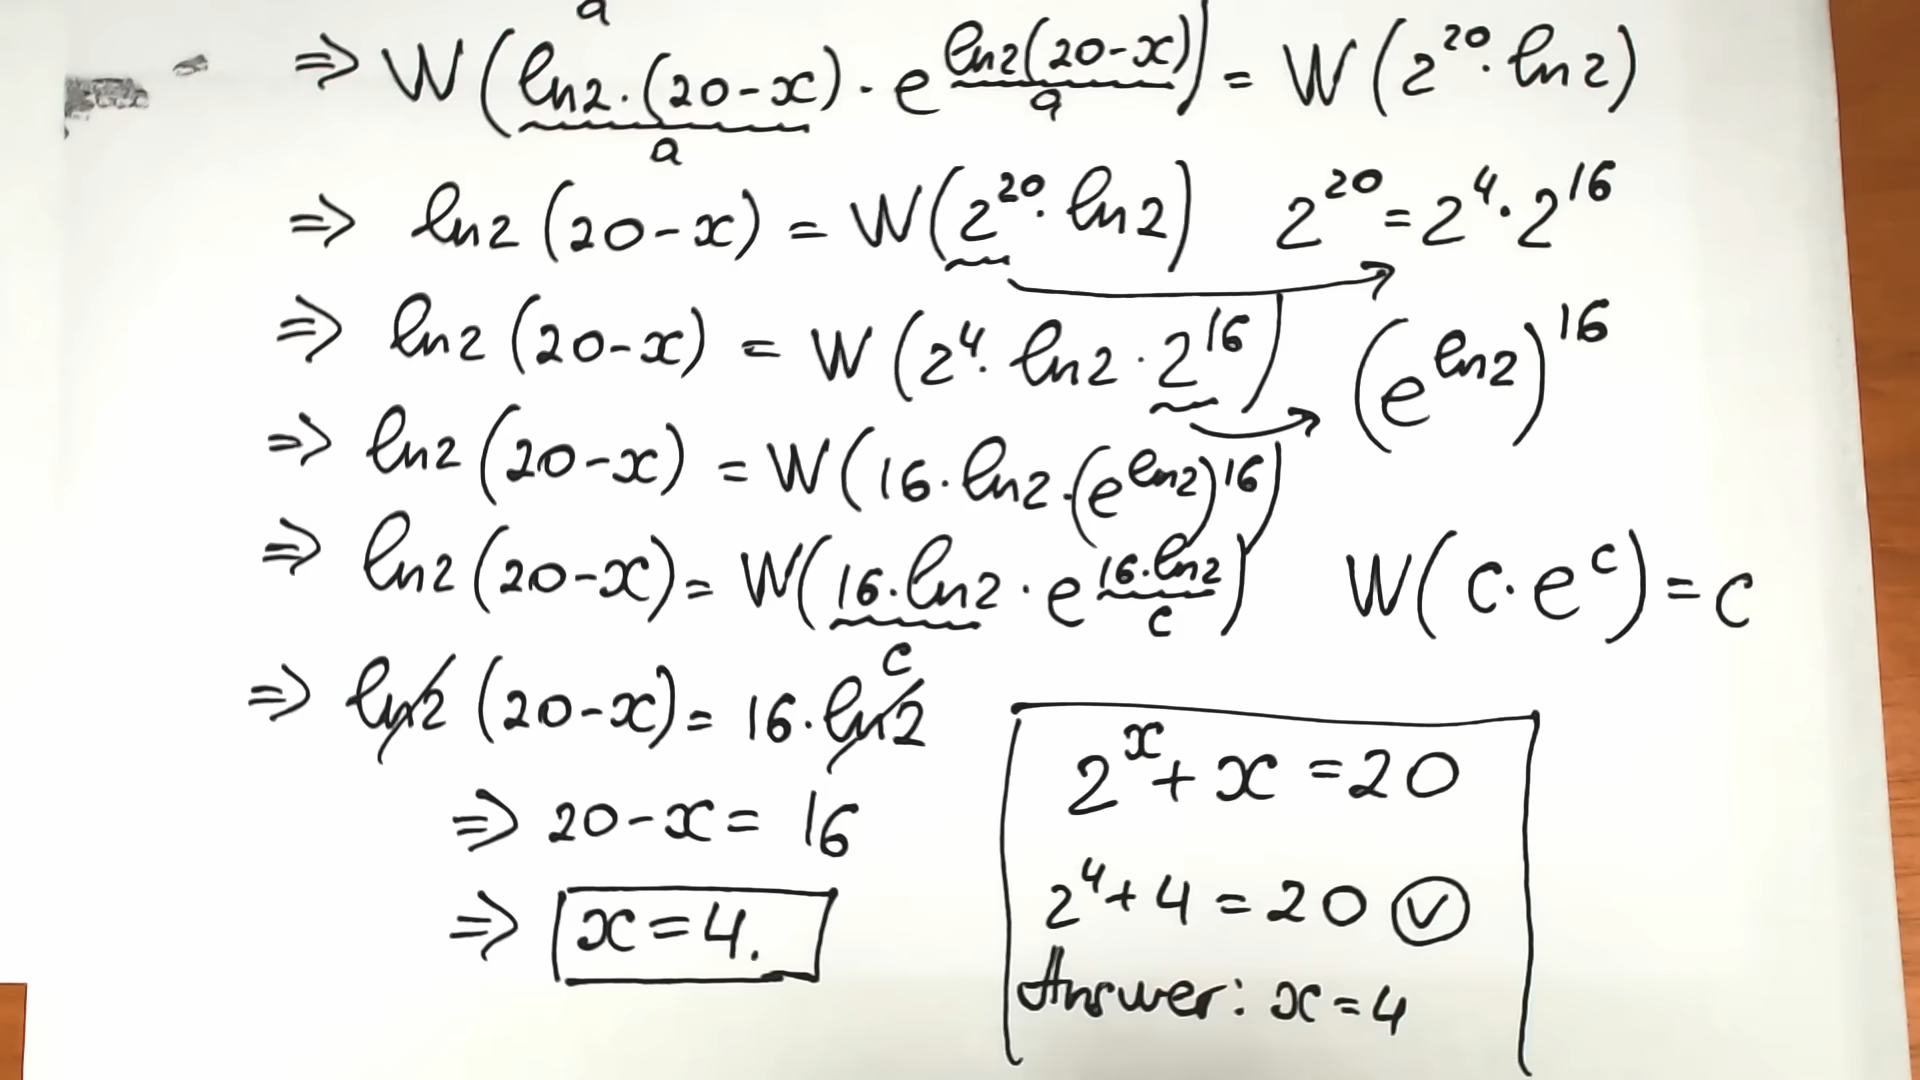 a
⇒ W(ln2·(20-x)·e^(ln2(20-x))) = W(2^20·ln2)
a a
⇒ ln2(20-x) = W(2^20·ln2) 2^20 = 2^4·2^16
⇒ ln2(20-x) = W(2^4·ln2·2^16) (e^ln2)^16
⇒ ln2(20-x) = W(16·ln2·(e^ln2)^16)
⇒ ln2(20-x) = W(16·ln2·e^(16·ln2)) W(c·e^c) = c
c c
⇒ ln2(20-x) = 16·ln2
⇒ 20-x = 16
⇒ x = 4.
2^x + x = 20
2^4 + 4 = 20 ✓
Answer: x = 4